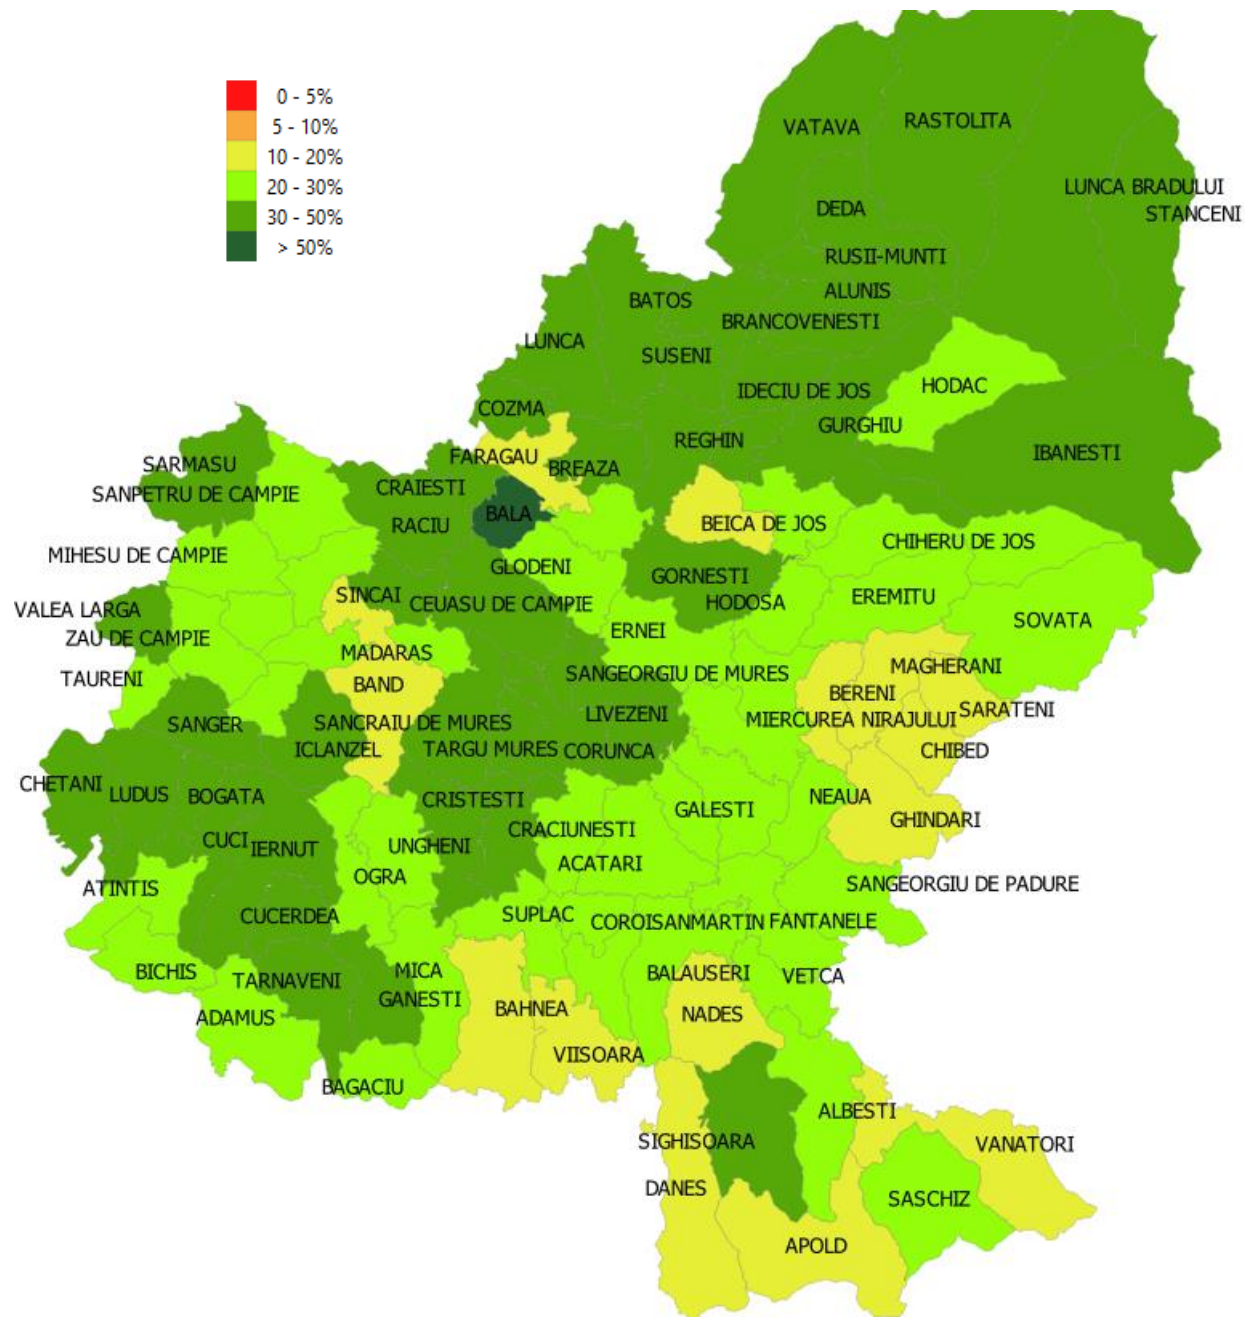 0 - 5%
5 - 10%
10 - 20%
20 - 30%
30 - 50%
> 50%
VATAVA
RASTOLITA
LUNCA BRADULUI
STANCENI
DEDA
RUSII-MUNTI
ALUNIS
BATOS
BRANCOVENESTI
LUNCA
SUSENI
IDECIU DE JOS
HODAC
COZMA
GURGHIU
REGHIN
IBANESTI
FARAGAU
BREAZA
SARMASU
CRAIESTI
SANPETRU DE CAMPIE
RACIU
BALA
BEICA DE JOS
CHIHERU DE JOS
MIHESU DE CAMPIE
GLODENI
GORNESTI
SINCAI
CEUASU DE CAMPIE
HODOSA
EREMITU
VALEA LARGA
ZAU DE CAMPIE
ERNEI
SOVATA
MADARAS
TAURENI
SANGEORGIU DE MURES
MAGHERANI
BAND
BERENI
SANGER
SANCRAIU DE MURES
LIVEZENI
MIERCUREA NIRAJULUI
SARATENI
ICLANZEL
TARGU MURES
CORUNCA
CHIBED
CHETANI
LUDUS
BOGATA
CRISTESTI
GALESTI
NEAUA
GHINDARI
CUCI
IERNUT
UNGHENI
CRACIUNESTI
ACATARI
OGRA
ATINTIS
SANGEORGIU DE PADURE
CUCERDEA
SUPLAC
COROISANMARTIN
FANTANELE
BICHIS
TARNAVENI
MICA
GANESTI
BALAUSERI
VETCA
ADAMUS
BAHNEA
NADES
VIISOARA
BAGACIU
ALBESTI
SIGHISOARA
VANATORI
DANES
SASCHIZ
APOLD